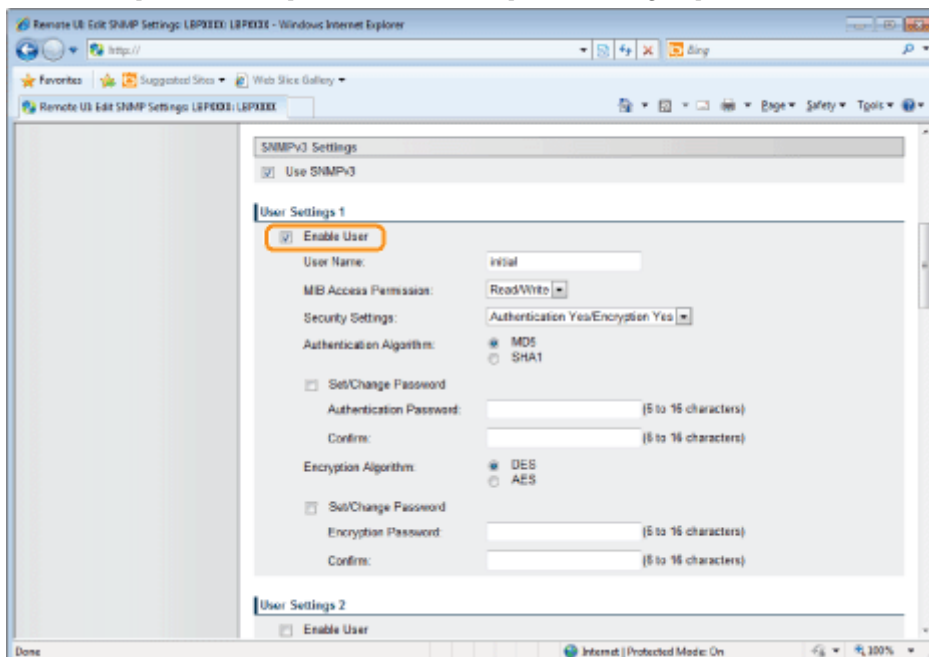 Remote UI: Edit SNMP Settings: LBPXXXX: LBPXXXX - Windows Internet Explorer
http://
Bing
Favorites Suggested Sites Web Slice Gallery
Remote UI: Edit SNMP Settings: LBPXXXX: LBPXXXX
Page Safety Tools
SNMPv3 Settings
Use SNMPv3
User Settings 1
Enable User
User Name: initial
MIB Access Permission: Read/Write
Security Settings: Authentication Yes/Encryption Yes
Authentication Algorithm: MD5
SHA1
Set/Change Password
Authentication Password: (6 to 16 characters)
Confirm: (6 to 16 characters)
Encryption Algorithm: DES
AES
Set/Change Password
Encryption Password: (6 to 16 characters)
Confirm: (6 to 16 characters)
User Settings 2
Enable User
Done Internet | Protected Mode: On 100%